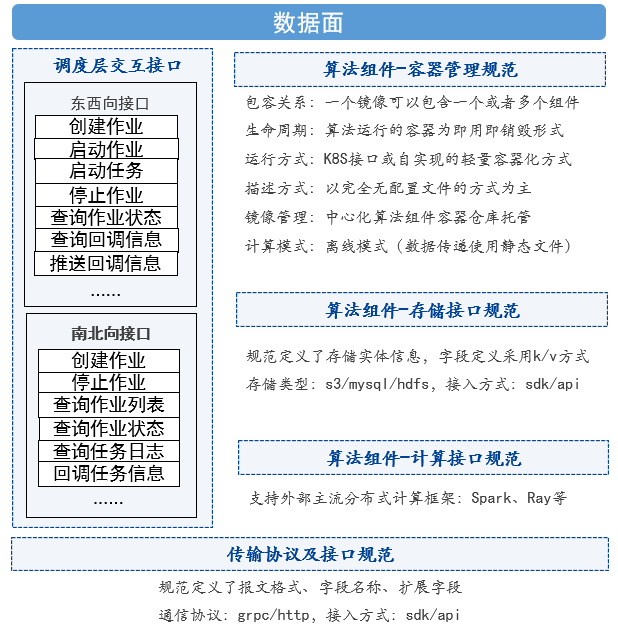 数据面
调度层交互接口
东西向接口
创建作业
启动作业
启动任务
停止作业
查询作业状态
查询回调信息
推送回调信息
......
南北向接口
创建作业
停止作业
查询作业列表
查询作业状态
查询任务日志
回调任务信息
......
算法组件-容器管理规范
包容关系：一个镜像可以包含一个或者多个组件
生命周期：算法运行的容器为即用即销毁形式
运行方式：K8S接口或自实现的轻量容器化方式
描述方式：以完全无配置文件的方式为主
镜像管理：中心化算法组件容器仓库托管
计算模式：离线模式（数据传递使用静态文件）
算法组件-存储接口规范
规范定义了存储实体信息，字段定义采用k/v方式
存储类型：s3/mysql/hdfs，接入方式：sdk/api
算法组件-计算接口规范
支持外部主流分布式计算框架：Spark、Ray等
传输协议及接口规范
规范定义了报文格式、字段名称、扩展字段
通信协议：grpc/http，接入方式：sdk/api